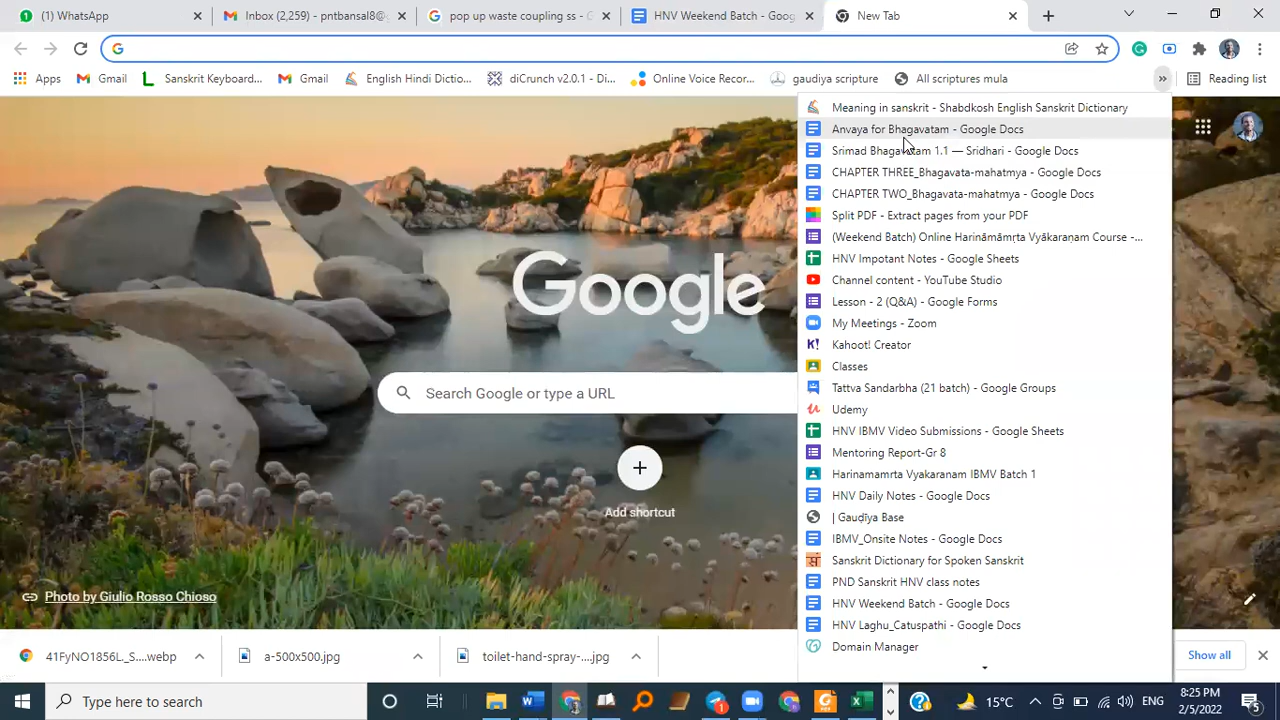 (1) WhatsApp
Inbox (2,259) - pntbansal@g
pop up waste coupling ss - G
HNV Weekend Batch - Goog
New Tab
Apps
Gmail
Sanskrit Keyboard...
Gmail
English Hindi Dictio...
diCrunch v2.0.1 - Di...
Online Voice Recor...
gaudiya scripture
All scriptures mula
Reading list
Meaning in sanskrit - Shabdkosh English Sanskrit Dictionary
Anvaya for Bhagavatam - Google Docs
Srimad Bhagavatam 1.1 — Sridhari - Google Docs
CHAPTER THREE_Bhagavata-mahatmya - Google Docs
CHAPTER TWO_Bhagavata-mahatmya - Google Docs
Split PDF - Extract pages from your PDF
(Weekend Batch) Online Harināmāmṛta Vyākaraṇam Course -...
HNV Impotant Notes - Google Sheets
Channel content - YouTube Studio
Lesson - 2 (Q&A) - Google Forms
My Meetings - Zoom
Kahoot! Creator
Classes
Tattva Sandarbha (21 batch) - Google Groups
Udemy
HNV IBMV Video Submissions - Google Sheets
Mentoring Report-Gr 8
Harinamamrta Vyakaranam IBMV Batch 1
HNV Daily Notes - Google Docs
| Gauḍīya Base
IBMV_Onsite Notes - Google Docs
Sanskrit Dictionary for Spoken Sanskrit
PND Sanskrit HNV class notes
HNV Weekend Batch - Google Docs
HNV Laghu_Catuspathi - Google Docs
Domain Manager
Google
Search Google or type a URL
Add shortcut
Photo by Giulio Rosso Chioso
a-500x500.jpg
toilet-hand-spray-....jpg
Show all
Type here to search
15°C
ENG
8:25 PM
2/5/2022